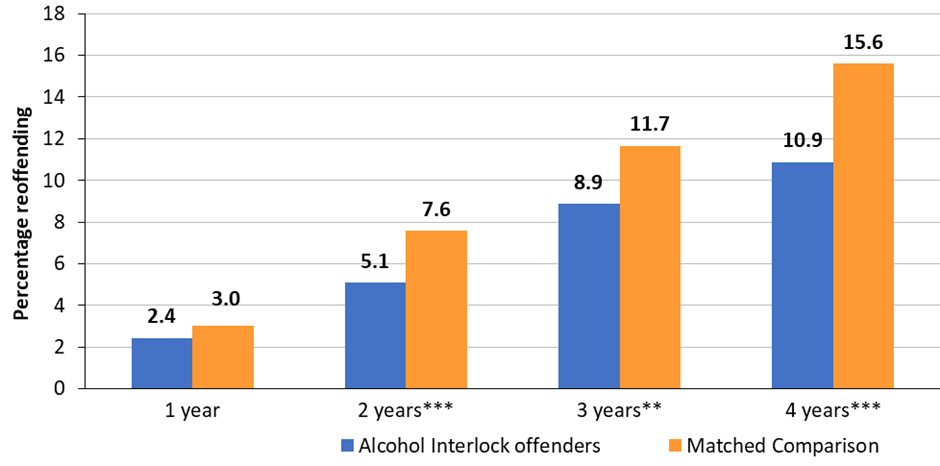 Percentage reoffending
18
16
14
12
10
8
6
4
2
0
2.4
3.0
5.1
7.6
8.9
11.7
10.9
15.6
1 year
2 years***
3 years**
4 years***
Alcohol Interlock offenders
Matched Comparison